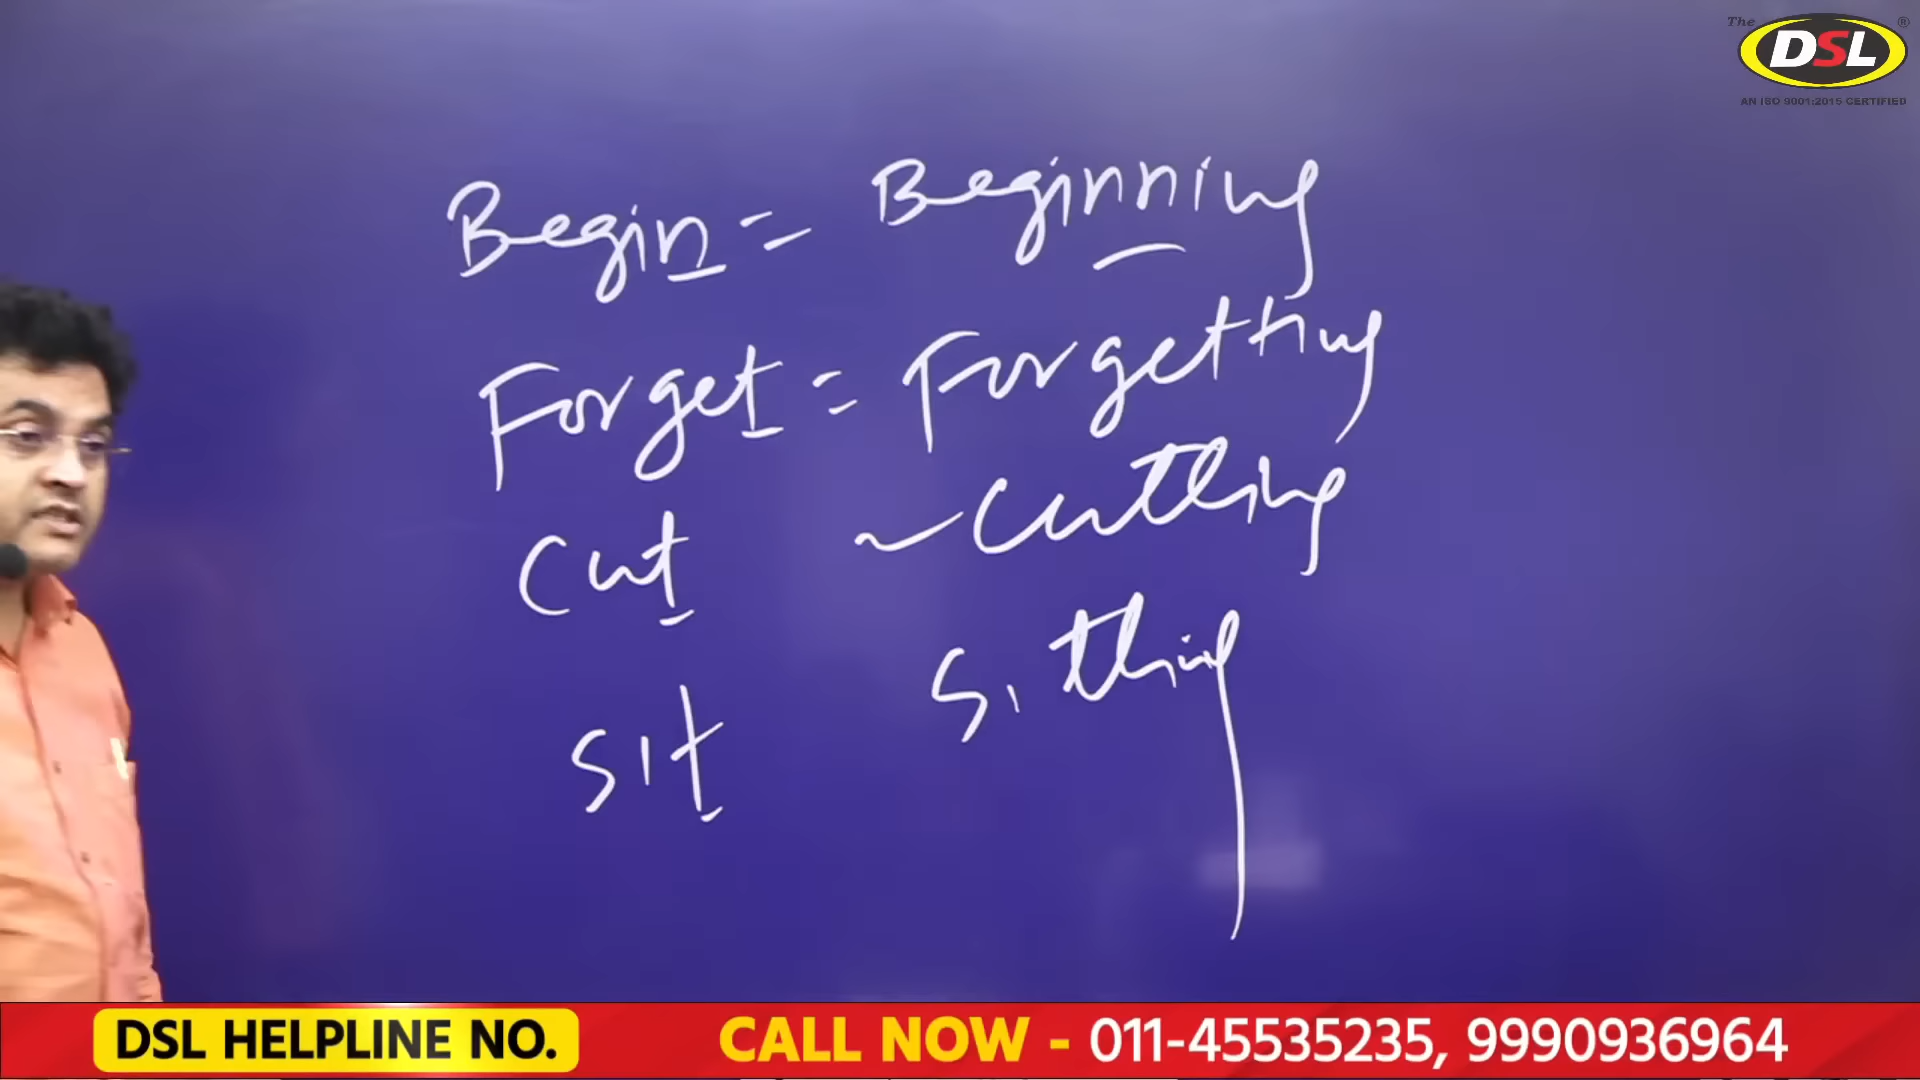 The
DSL ®
AN ISO 9001:2015 CERTIFIED
Begin = Beginning
Forget = Forgetting
Cut ~ Cutting
Sit Sitting
DSL HELPLINE NO. CALL NOW - 011-45535235, 9990936964